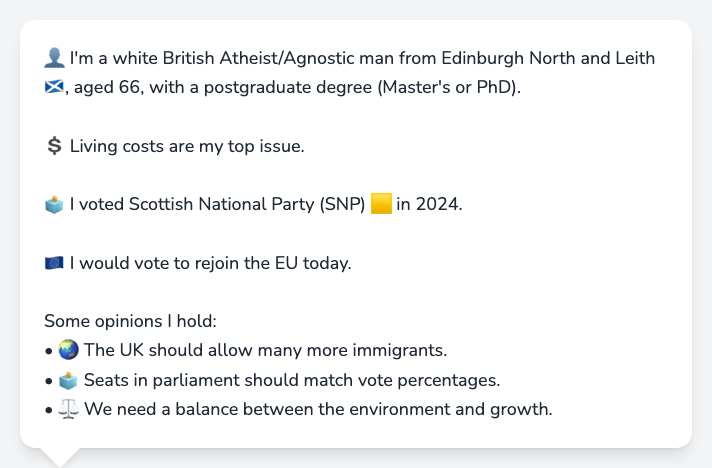 👤 I'm a white British Atheist/Agnostic man from Edinburgh North and Leith
🏴󠁧󠁢󠁳󠁣󠁴󠁿, aged 66, with a postgraduate degree (Master's or PhD).
💲 Living costs are my top issue.
🗳️ I voted Scottish National Party (SNP) 🟨 in 2024.
🇪🇺 I would vote to rejoin the EU today.
Some opinions I hold:
• 🌏 The UK should allow many more immigrants.
• 🗳️ Seats in parliament should match vote percentages.
• ⚖️ We need a balance between the environment and growth.